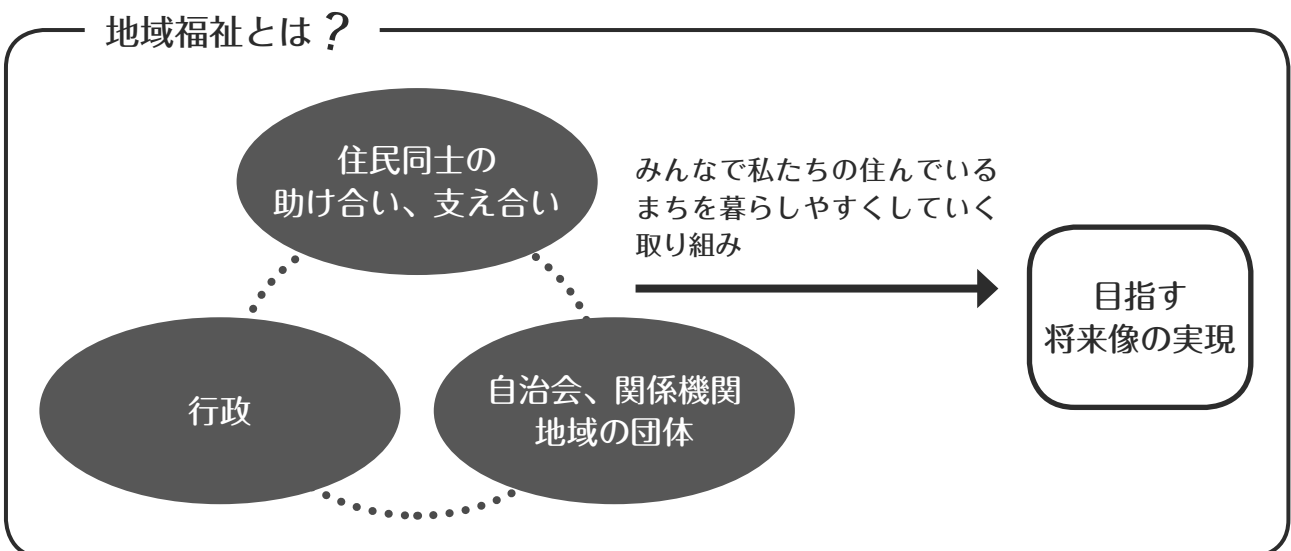 地域福祉とは？
住民同士の
助け合い、支え合い
みんなで私たちの住んでいる
まちを暮らしやすくしていく
取り組み
目指す
将来像の実現
行政
自治会、関係機関
地域の団体